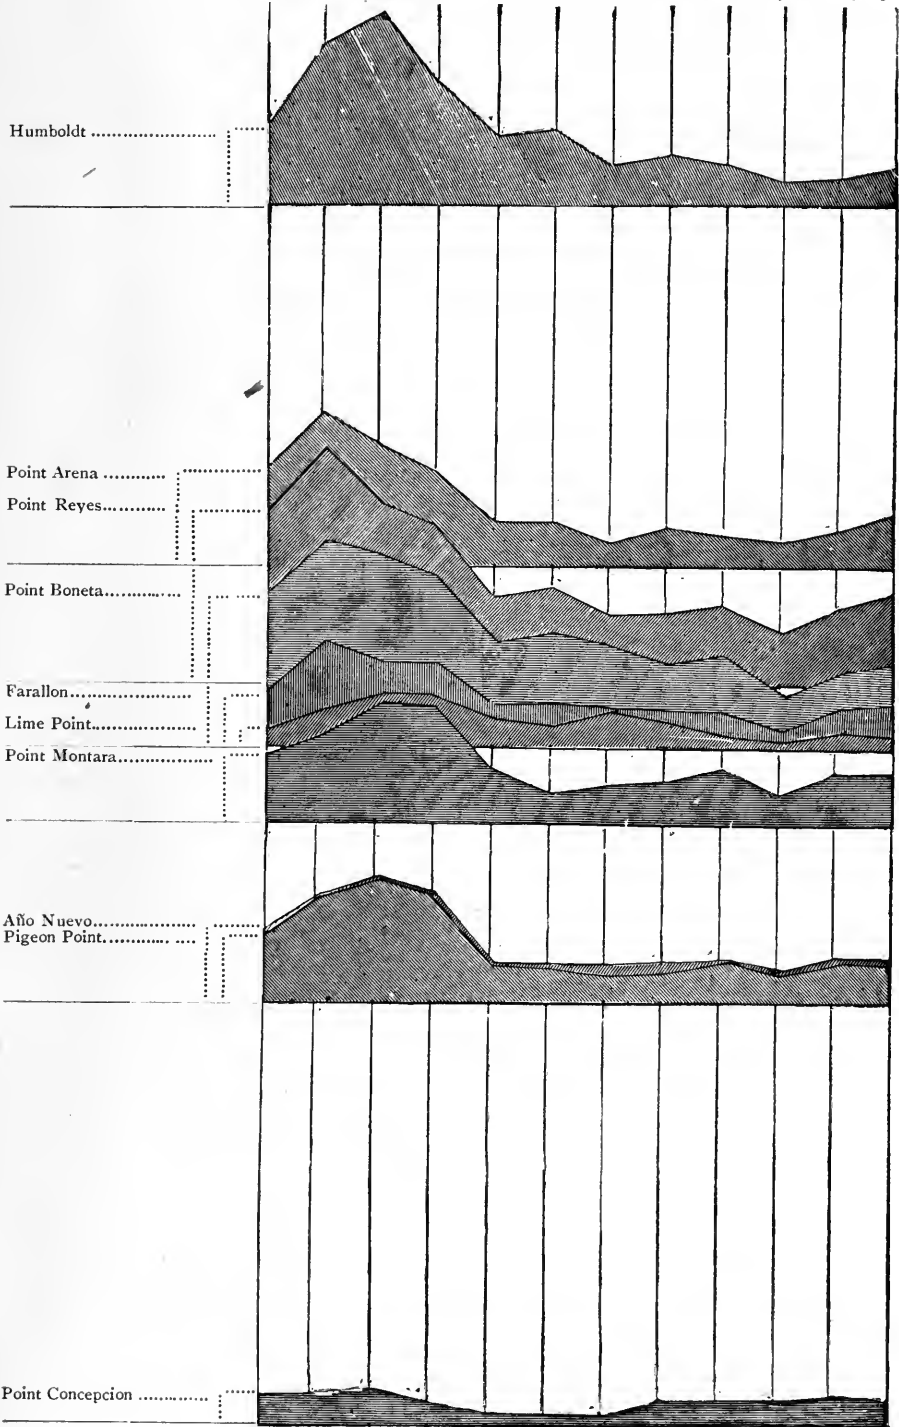 Humboldt
Point Arena
Point Reyes
Point Boneta
Farallon
Lime Point
Point Montara
Año Nuevo
Pigeon Point
Point Concepcion